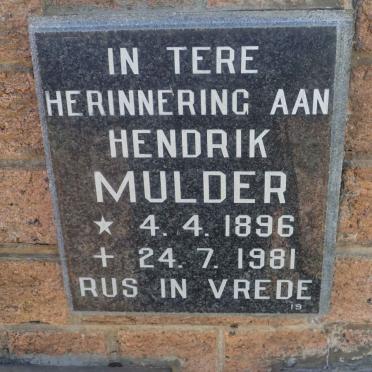 IN TERE
HERINNERING AAN
HENDRIK
MULDER
★ 4. 4. 1896
+ 24. 7. 1981
RUS IN VREDE
19